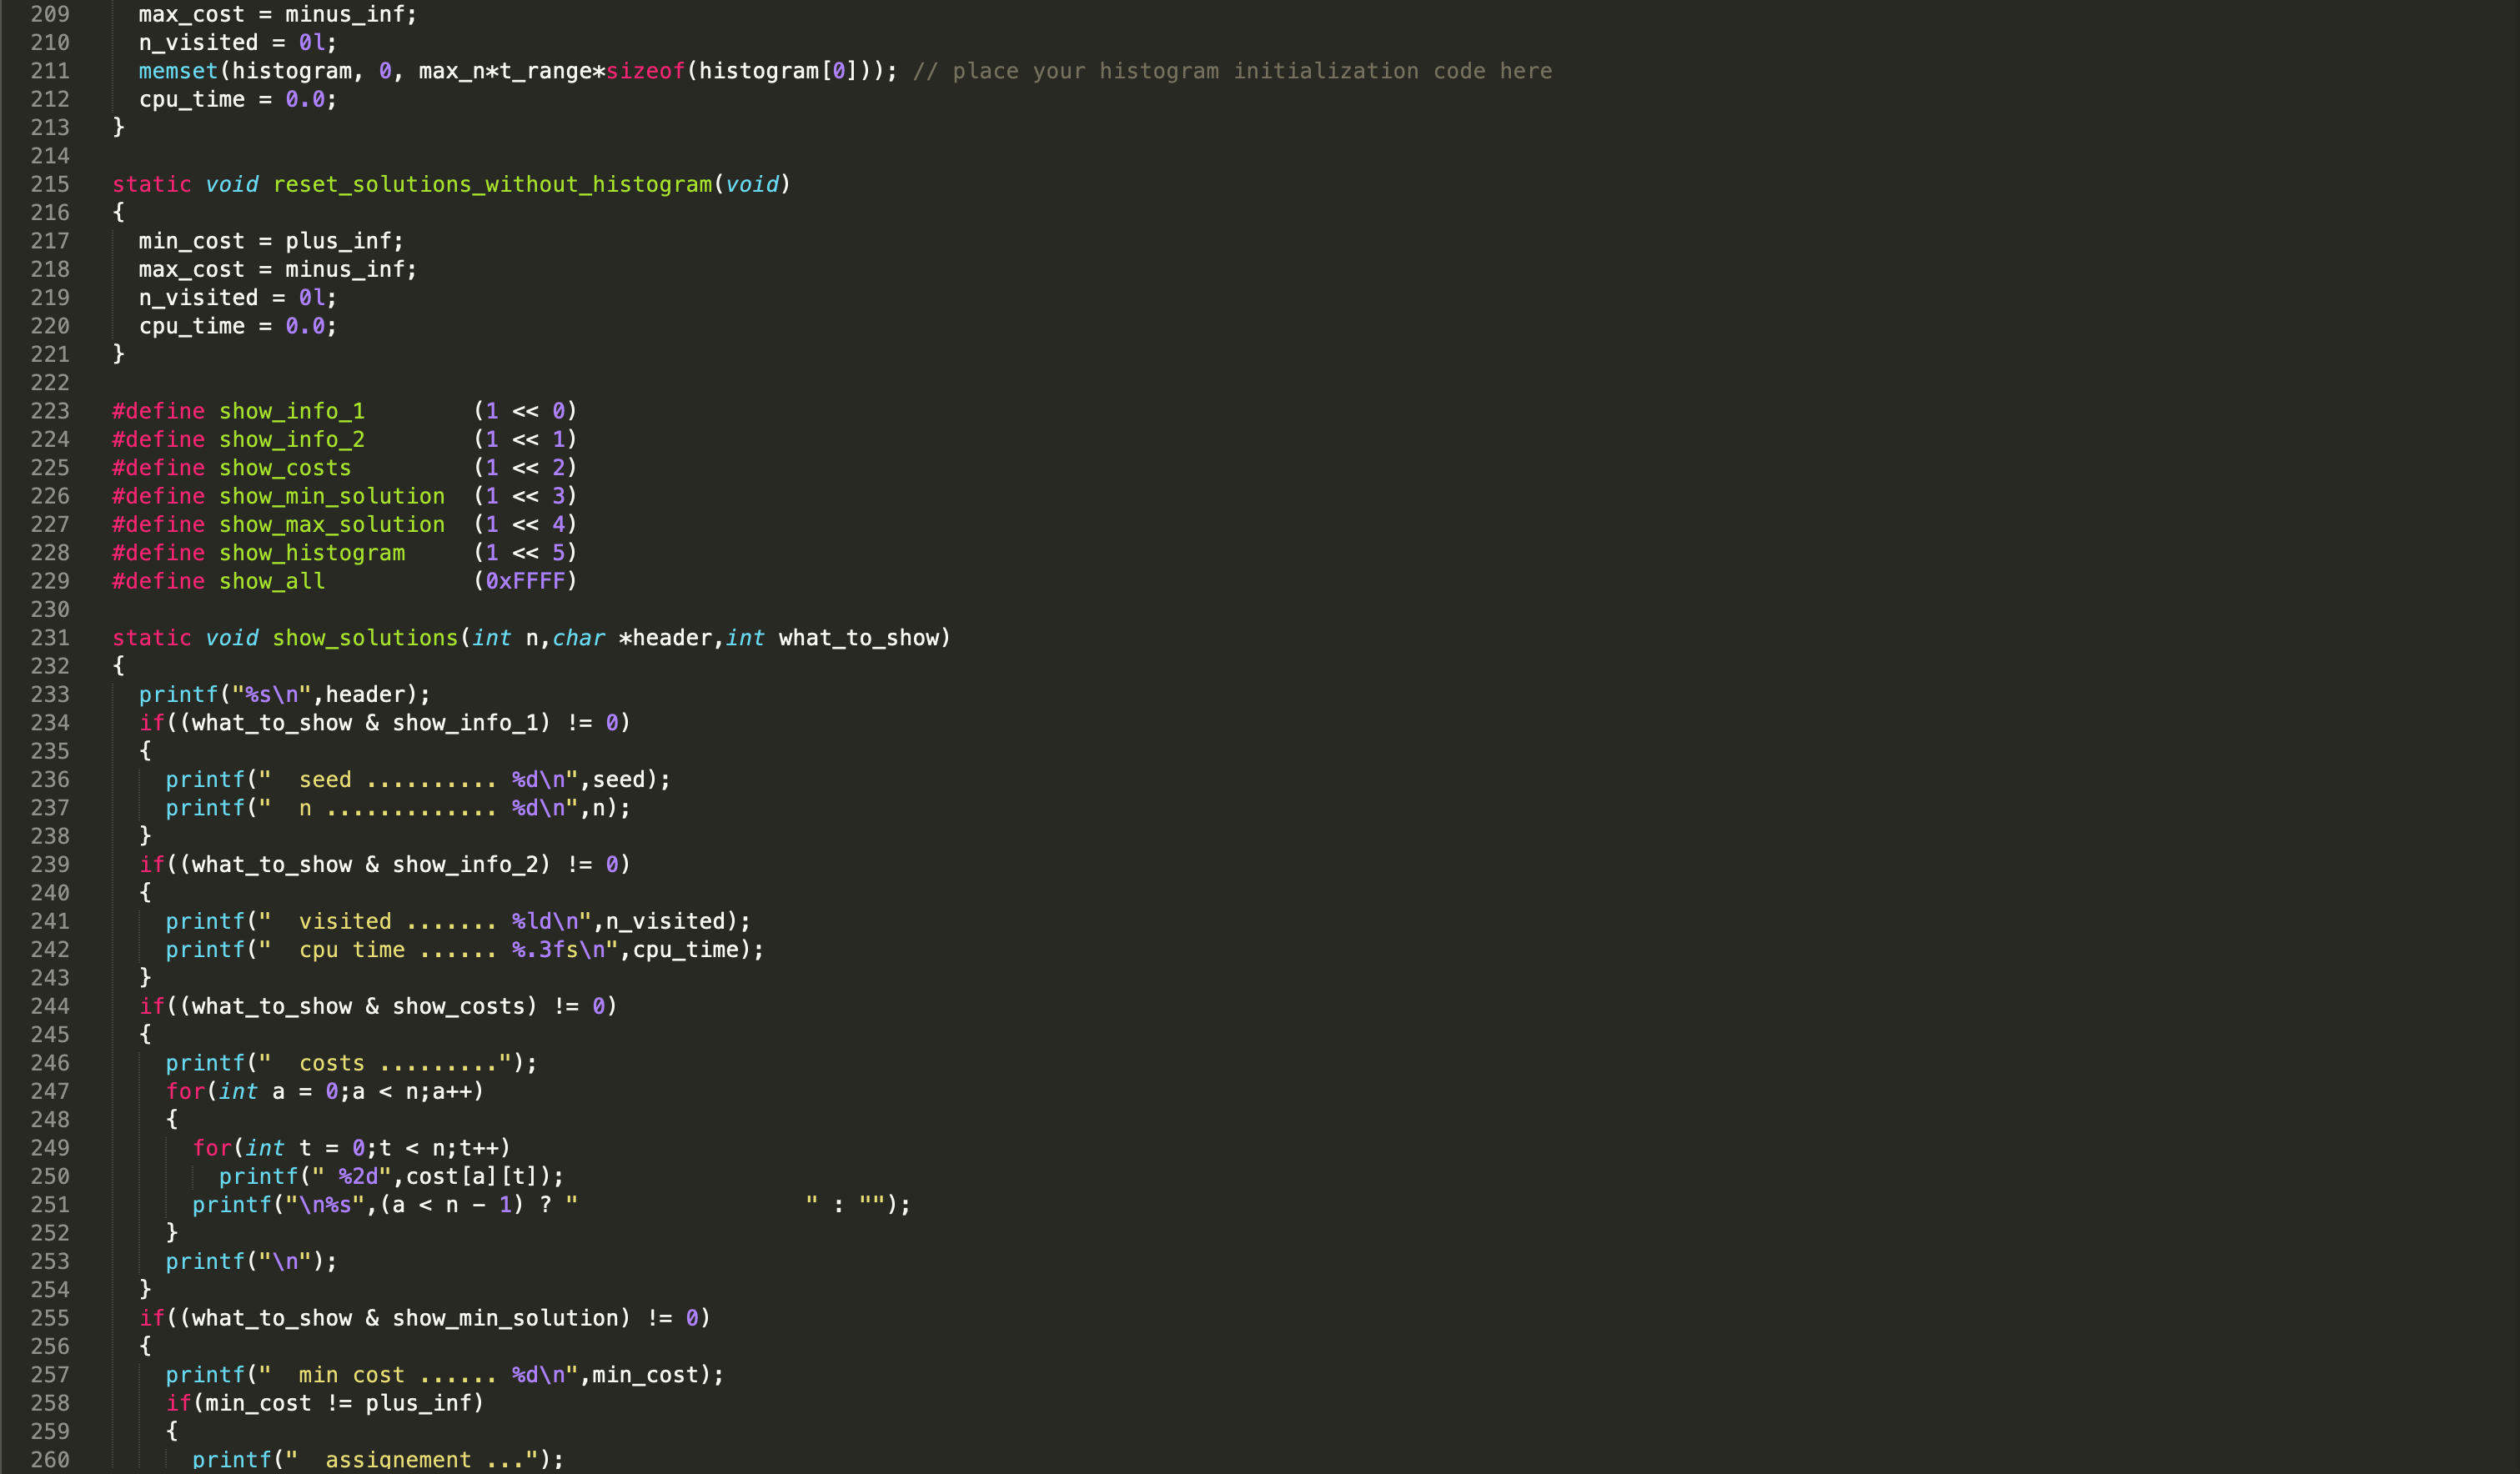 209 max_cost = minus_inf;
210 n_visited = 0l;
211 memset(histogram, 0, max_n*t_range*sizeof(histogram[0])); // place your histogram initialization code here
212 cpu_time = 0.0;
213 }
214
215 static void reset_solutions_without_histogram(void)
216 {
217 min_cost = plus_inf;
218 max_cost = minus_inf;
219 n_visited = 0l;
220 cpu_time = 0.0;
221 }
222
223 #define show_info_1        (1 << 0)
224 #define show_info_2        (1 << 1)
225 #define show_costs         (1 << 2)
226 #define show_min_solution  (1 << 3)
227 #define show_max_solution  (1 << 4)
228 #define show_histogram     (1 << 5)
229 #define show_all           (0xFFFF)
230
231 static void show_solutions(int n,char *header,int what_to_show)
232 {
233   printf("%s\n",header);
234   if((what_to_show & show_info_1) != 0)
235   {
236     printf("  seed .......... %d\n",seed);
237     printf("  n ............. %d\n",n);
238   }
239   if((what_to_show & show_info_2) != 0)
240   {
241     printf("  visited ....... %ld\n",n_visited);
242     printf("  cpu time ...... %.3fs\n",cpu_time);
243   }
244   if((what_to_show & show_costs) != 0)
245   {
246     printf("  costs .........");
247     for(int a = 0;a < n;a++)
248     {
249       for(int t = 0;t < n;t++)
250         printf(" %2d",cost[a][t]);
251       printf("\n%s",(a < n - 1) ? "                 " : "");
252     }
253     printf("\n");
254   }
255   if((what_to_show & show_min_solution) != 0)
256   {
257     printf("  min cost ...... %d\n",min_cost);
258     if(min_cost != plus_inf)
259     {
260       printf("  assignement ...");